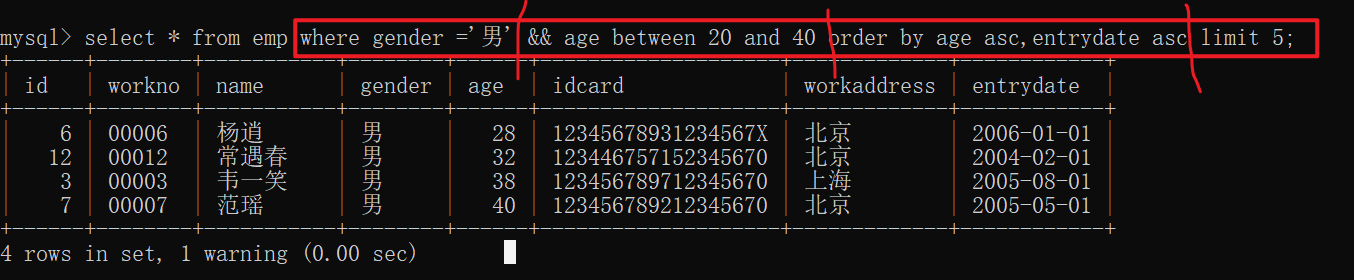 mysql> select * from emp where gender ='男' && age between 20 and 40 order by age asc,entrydate asc limit 5;
| id | workno | name | gender | age | idcard | workaddress | entrydate |
| 6 | 00006 | 杨逍 | 男 | 28 | 12345678931234567X | 北京 | 2006-01-01 |
| 12 | 00012 | 常遇春 | 男 | 32 | 123446757152345670 | 北京 | 2004-02-01 |
| 3 | 00003 | 韦一笑 | 男 | 38 | 123456789712345670 | 上海 | 2005-08-01 |
| 7 | 00007 | 范瑶 | 男 | 40 | 123456789212345670 | 北京 | 2005-05-01 |
4 rows in set, 1 warning (0.00 sec)